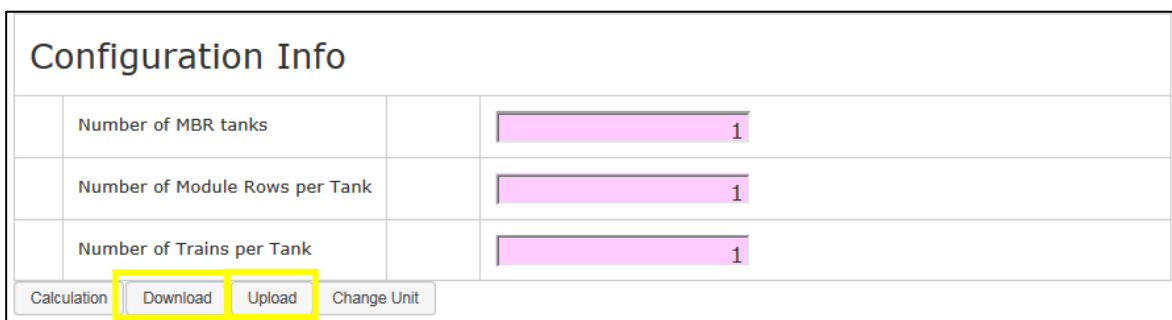 Configuration Info
Number of MBR tanks 1
Number of Module Rows per Tank 1
Number of Trains per Tank 1
Calculation Download Upload Change Unit